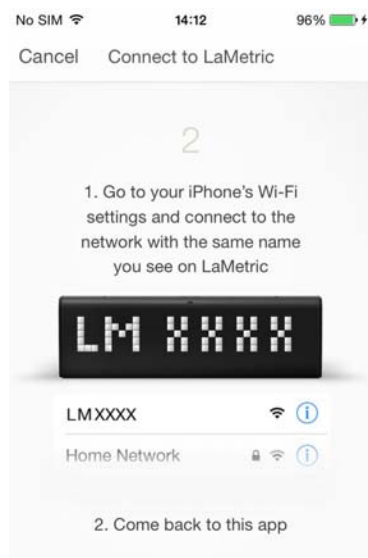 No SIM 14:12 96%
Cancel Connect to LaMetric
2
1. Go to your iPhone's Wi-Fi
settings and connect to the
network with the same name
you see on LaMetric
LM XXXX
LMXXXX
Home Network
2. Come back to this app